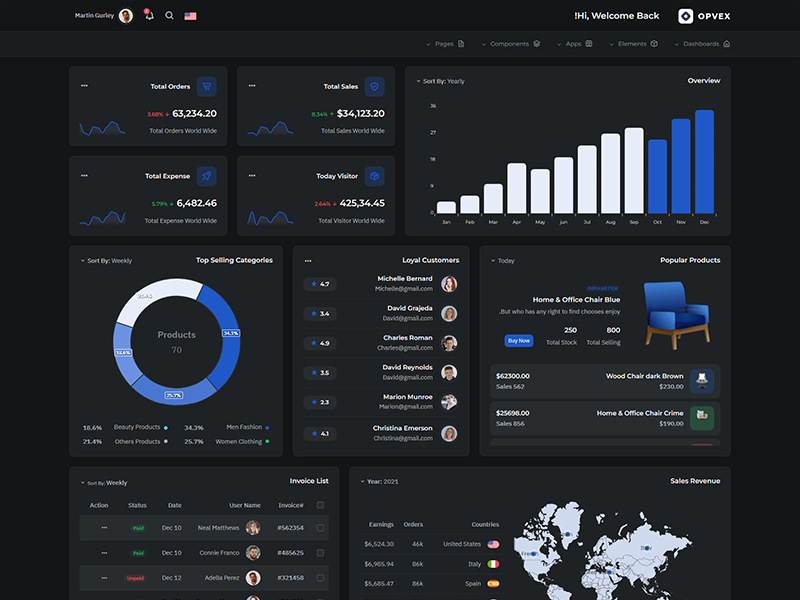 OPVEX
!Hi, Welcome Back
Martin Gurley
Dashboards
Elements
Apps
Components
Pages
Total Orders
63,234.20
3.68%
Total Orders World Wide
Total Sales
$34,123.20
8.34%
Total Sales World Wide
Total Expense
6,482.46
5.79%
Total Expense World Wide
Today Visitor
425,34.45
2.64%
Total Visitor World Wide
Overview
Sort By: Yearly
36
27
18
9
0
Jan Feb Mar Apr May Jun Jul Aug Sep Oct Nov Dec
Top Selling Categories
Sort By: Weekly
21.4%
34.3%
18.6%
25.7%
Products
70
18.6% Beauty Products
34.3% Men Fashion
21.4% Others Products
25.7% Women Clothing
Loyal Customers
Michelle Bernard
Michelle@gmail.com
4.7
David Grajeda
David@gmail.com
3.4
Charles Roman
Charles@gmail.com
4.9
David Reynolds
David@gmail.com
3.5
Marion Munroe
Marion@gmail.com
2.3
Christina Emerson
Christina@gmail.com
4.1
Popular Products
Today
POPULAR ITEM
Home & Office Chair Blue
.But who has any right to find chooses enjoy
800
Total Selling
250
Total Stock
Buy Now
Wood Chair dark Brown
$230.00
$62300.00
Sales 562
Home & Office Chair Crime
$190.00
$25698.00
Sales 856
Invoice List
Sort By: Weekly
Action Status Date User Name Invoice#
Paid Dec 10 Neal Matthews #562354
Paid Dec 10 Connie Franco #485625
Unpaid Dec 12 Adella Perez #321458
Sales Revenue
Year: 2021
Earnings Orders Countries
$6,524.30 46k United States
$6,985.94 86k Italy
$5,685.47 86k Spain
Italy